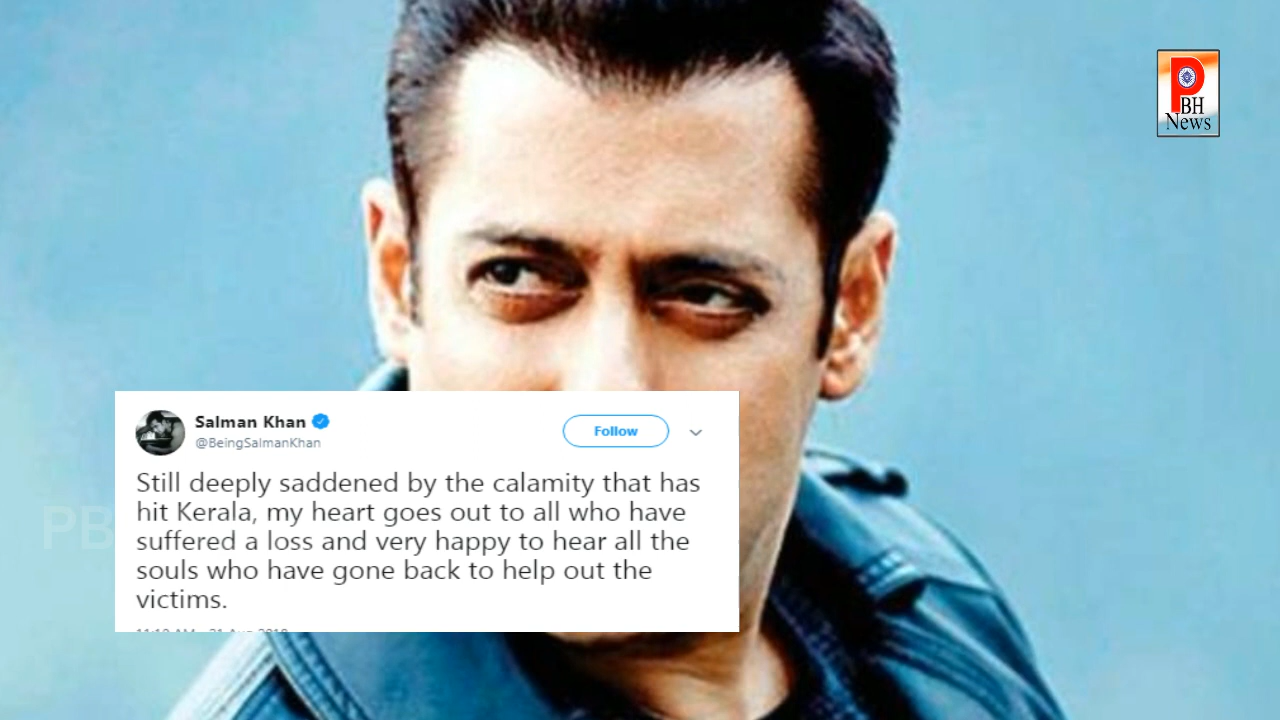 P
BH
News
Salman Khan
@BeingSalmanKhan
Follow
Still deeply saddened by the calamity that has
hit Kerala, my heart goes out to all who have
suffered a loss and very happy to hear all the
souls who have gone back to help out the
victims.
PB